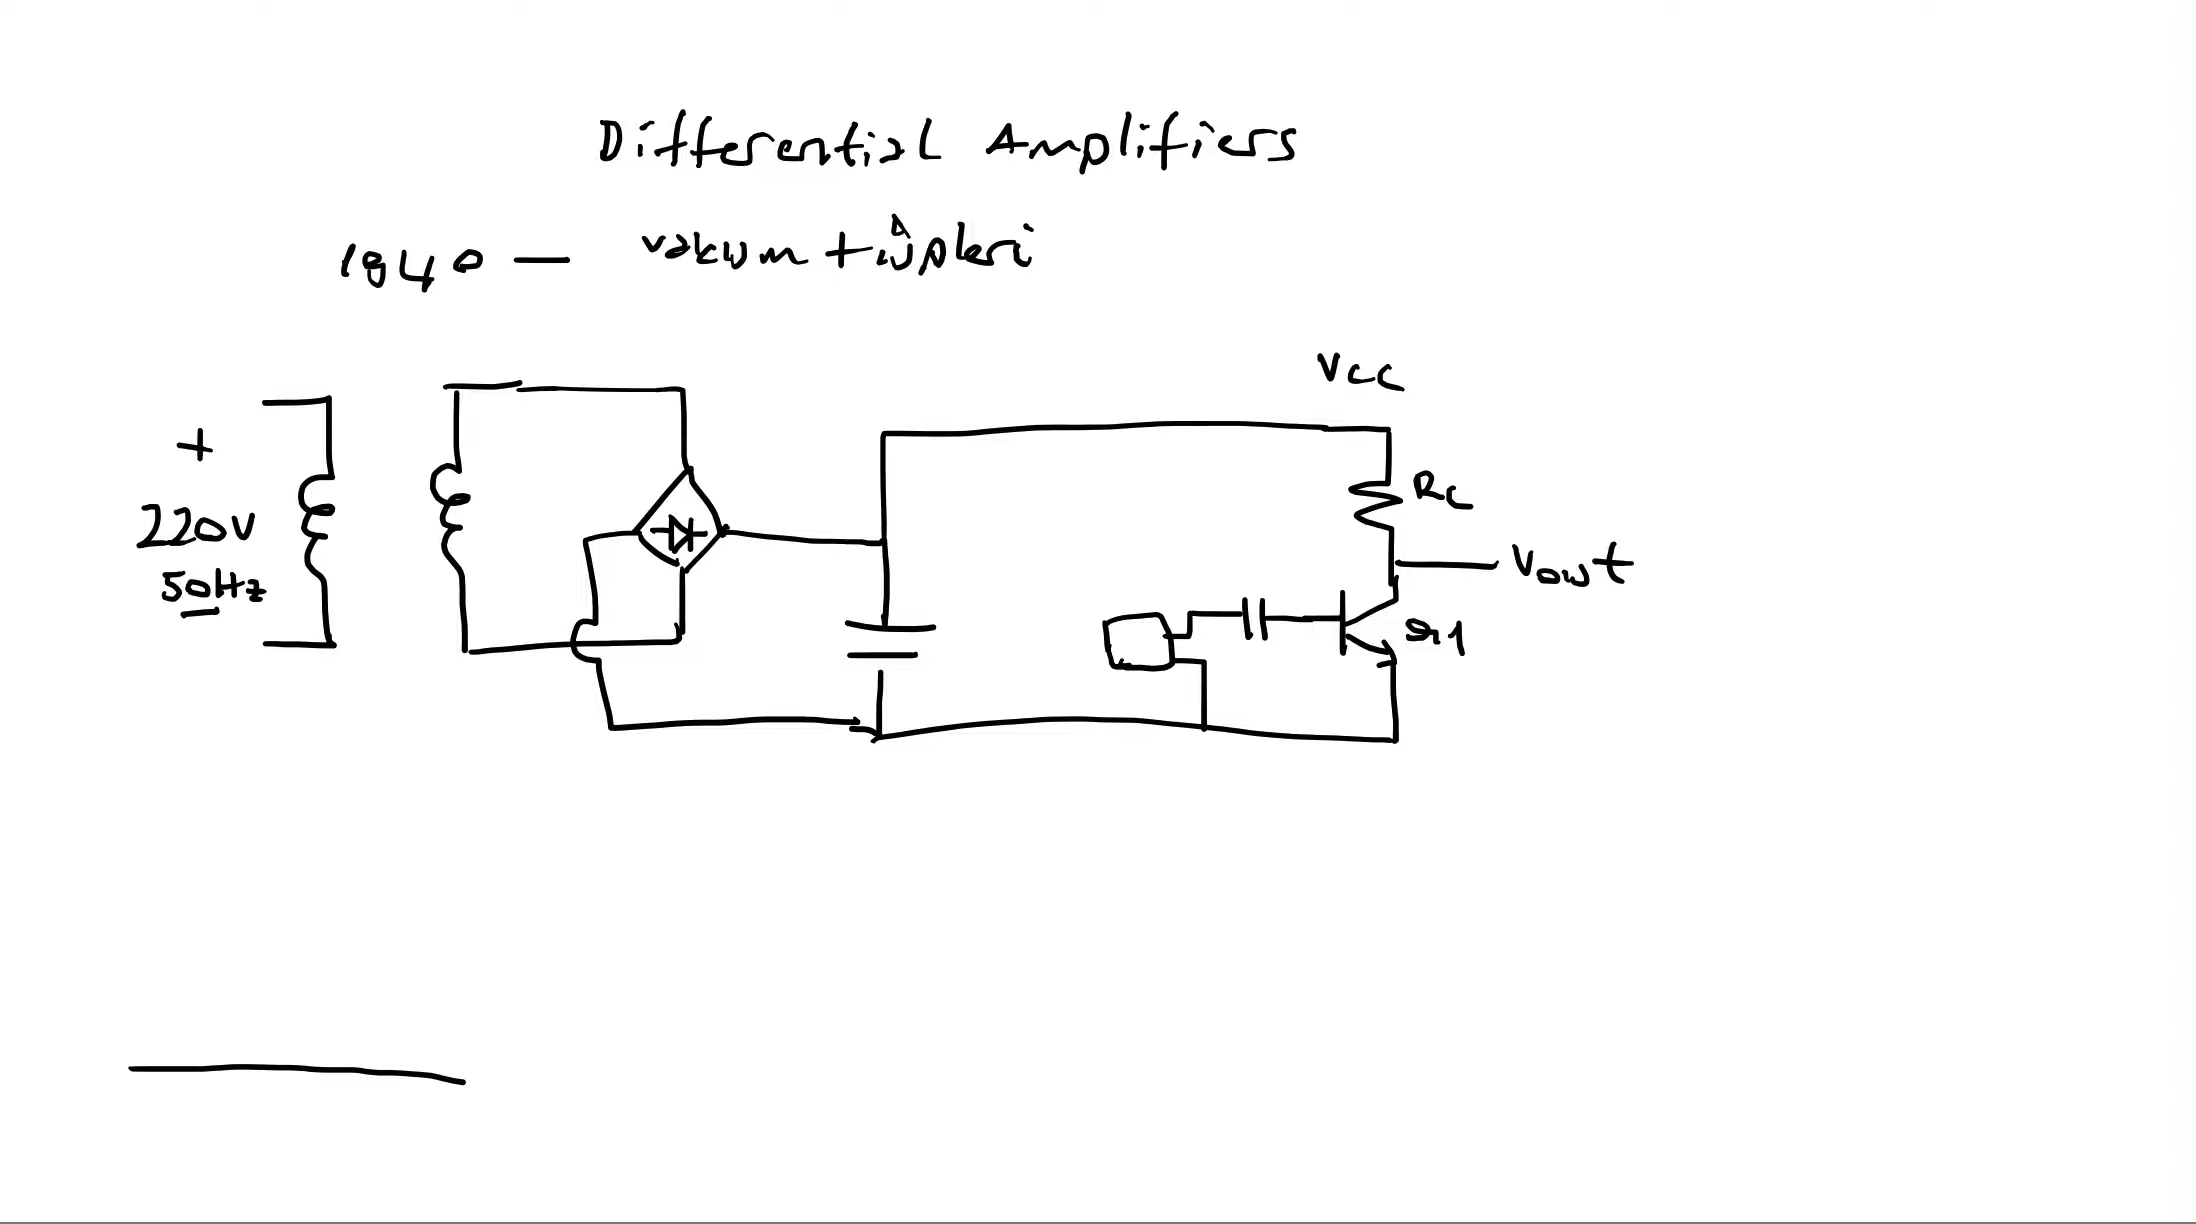 Differential Amplifiers
1940 — vakum tüpleri
Vcc
+
220V
50Hz
Rc
Vout
Q1